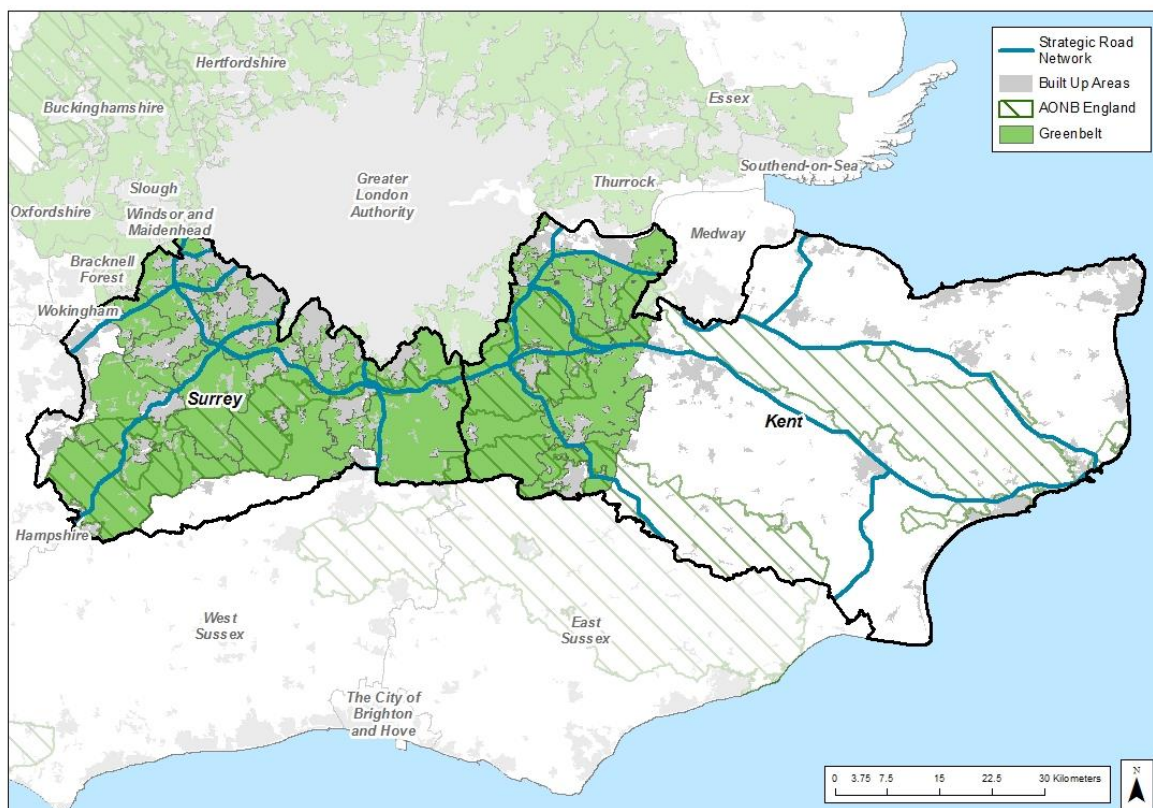 Hertfordshire
Buckinghamshire
Essex
Southend-on-Sea
Slough
Greater
London
Authority
Thurrock
Oxfordshire
Windsor and
Maidenhead
Medway
Bracknell
Forest
Wokingham
Surrey
Kent
Hampshire
West
Sussex
East
Sussex
The City of
Brighton
and Hove
Strategic Road
Network
Built Up Areas
AONB England
Greenbelt
0 3.75 7.5 15 22.5 30 Kilometers
N